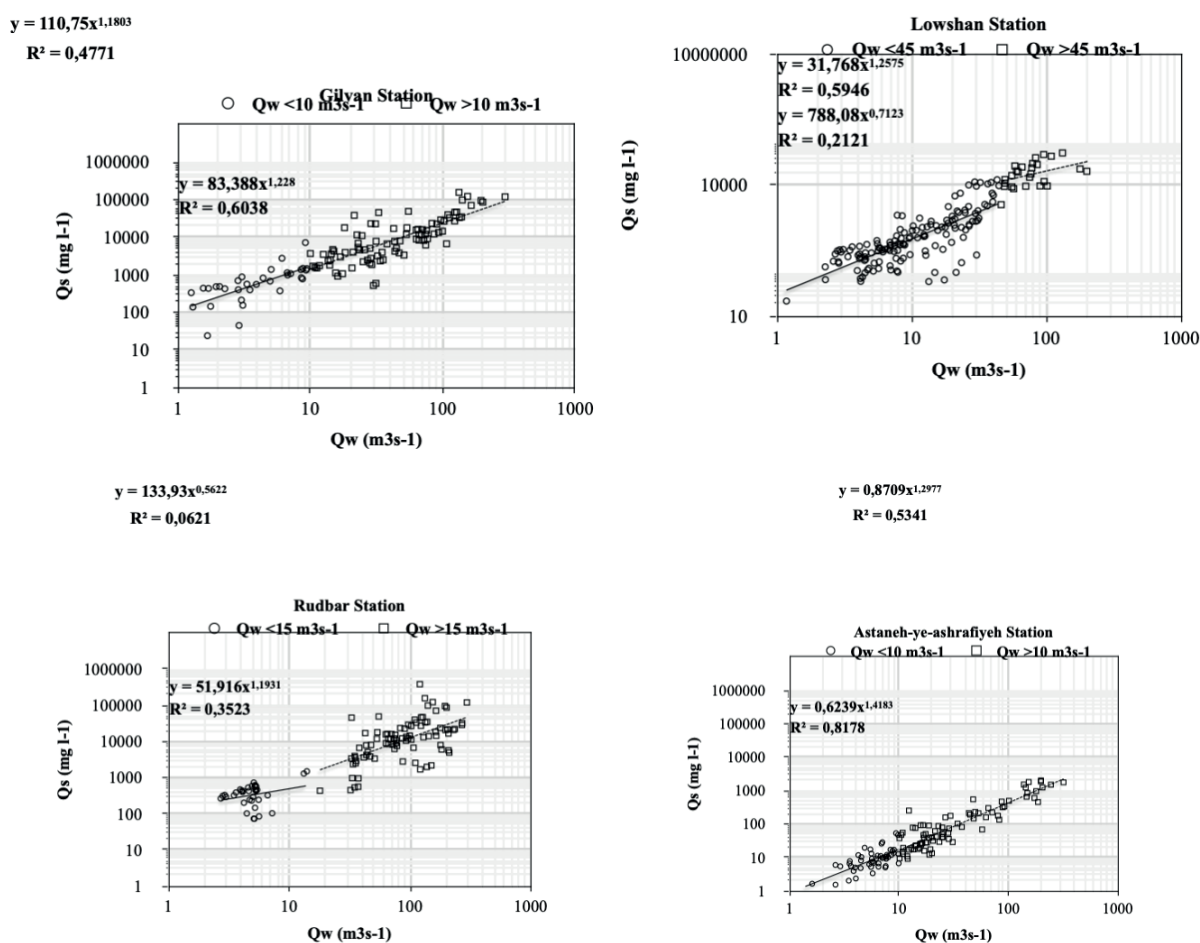 y = 110,75x1,1803
R² = 0,4771
Gilyan Station
Qw <10 m3s-1 Qw >10 m3s-1
1000000
y = 83,388x1,228
100000
R² = 0,6038
10000
1000
100
10
1
Qs (mg l-1)
1 10 100 1000
Qw (m3s-1)
Lowshan Station
Qw <45 m3s-1 Qw >45 m3s-1
10000000
y = 31,768x1,2575
R² = 0,5946
y = 788,08x0,7123
R² = 0,2121
10000
10
Qs (mg l-1)
1 10 100 1000
Qw (m3s-1)
y = 133,93x0,5622
R² = 0,0621
Rudbar Station
Qw <15 m3s-1 Qw >15 m3s-1
1000000
y = 51,916x1,1931
100000
R² = 0,3523
10000
1000
100
10
1
Qs (mg l-1)
1 10 100 1000
Qw (m3s-1)
y = 0,8709x1,2977
R² = 0,5341
Astaneh-ye-ashrafiyeh Station
Qw <10 m3s-1 Qw >10 m3s-1
1000000
y = 0,6239x1,4183
100000
R² = 0,8178
10000
1000
100
10
1
Qs (mg l-1)
1 10 100 1000
Qw (m3s-1)